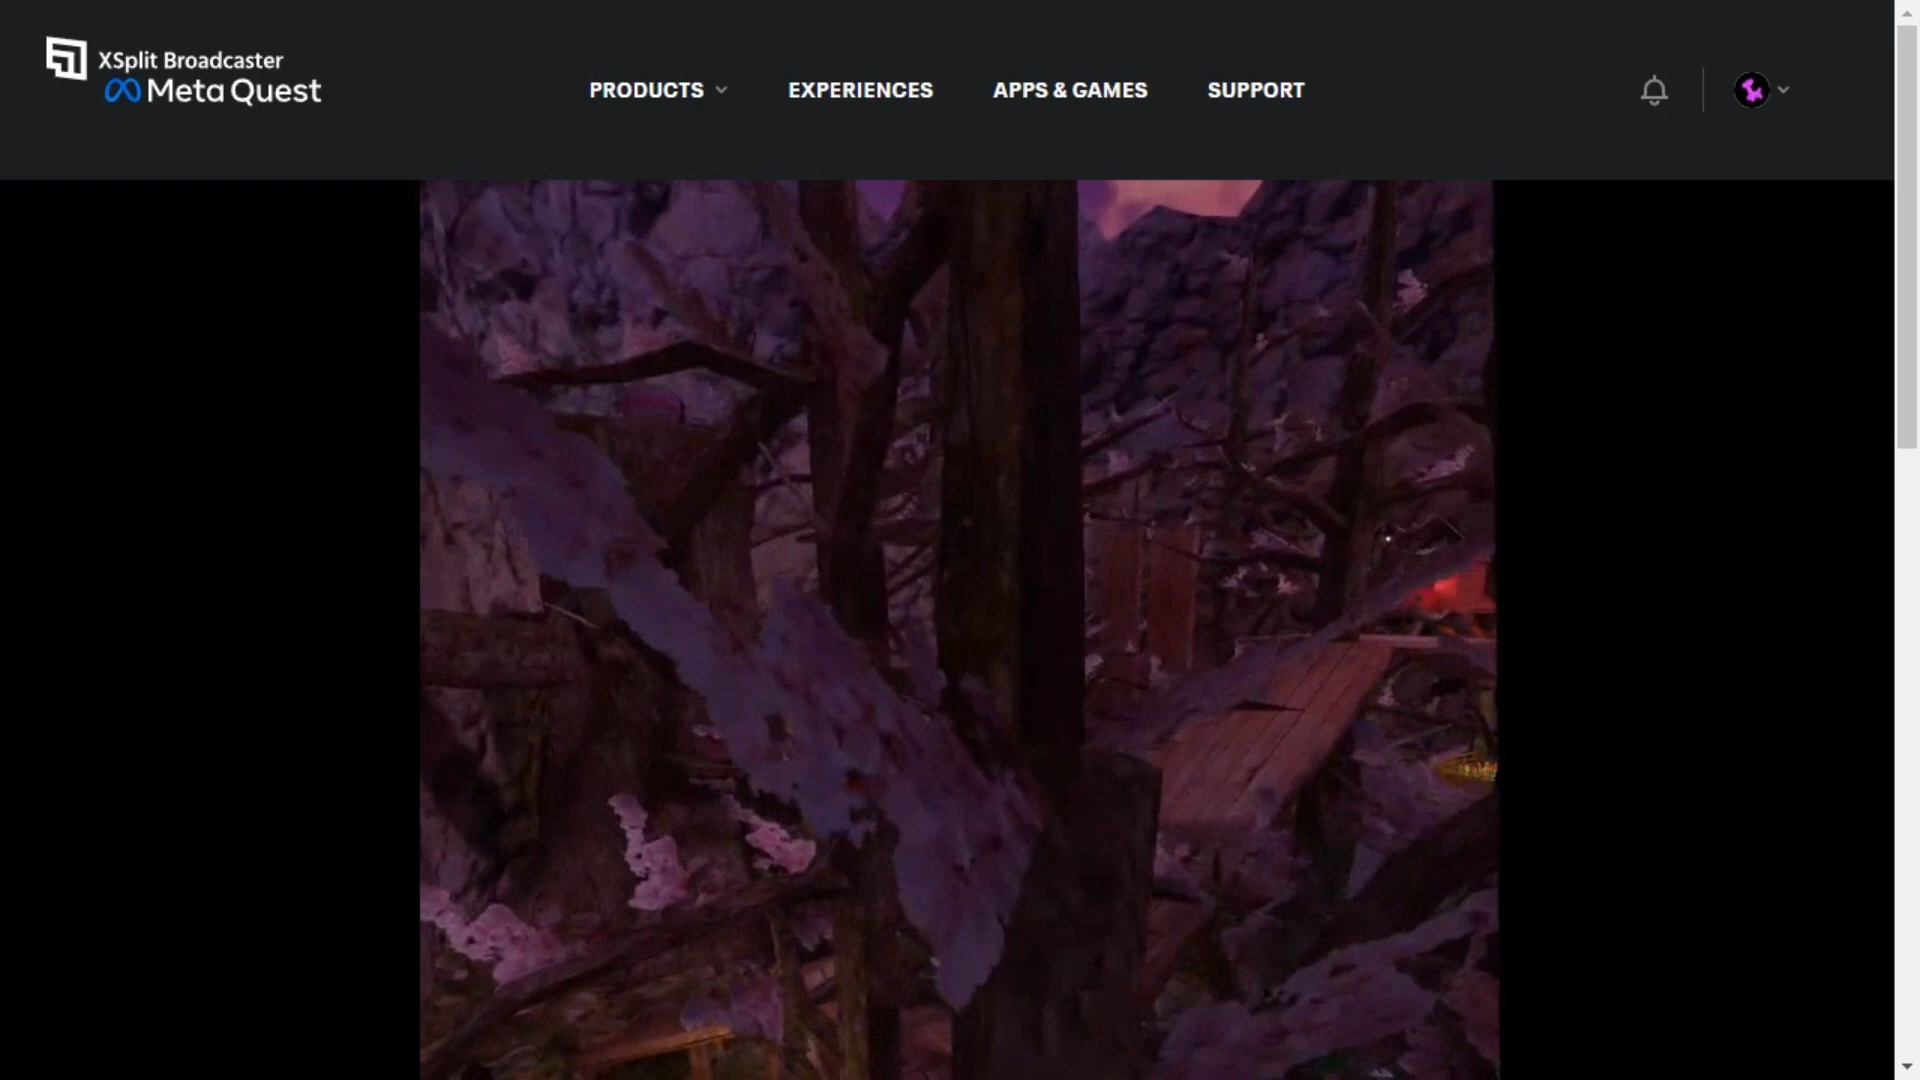 XSplit Broadcaster
Meta Quest
PRODUCTS
EXPERIENCES
APPS & GAMES
SUPPORT